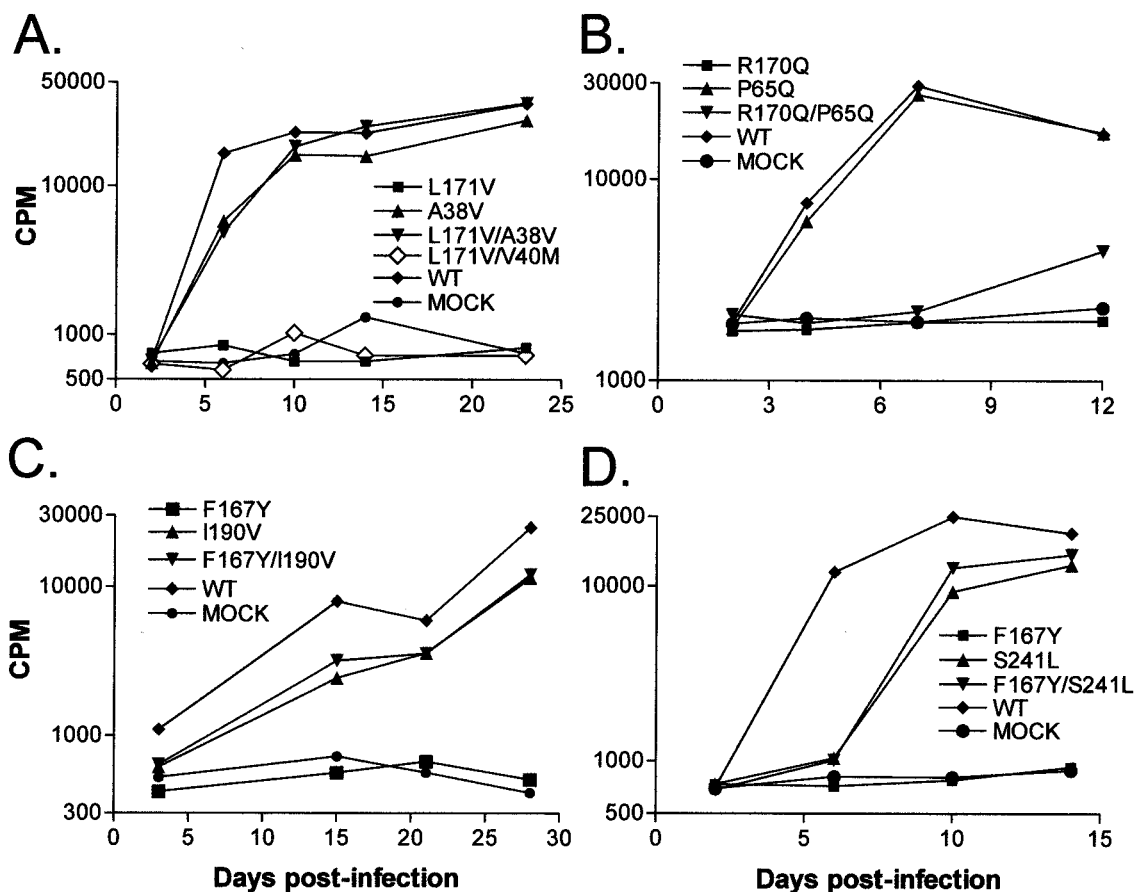 A.
50000
10000
1000
500
CPM
0
5
10
15
20
25
L171V
A38V
L171V/A38V
L171V/V40M
WT
MOCK
B.
30000
10000
1000
0
3
6
9
12
R170Q
P65Q
R170Q/P65Q
WT
MOCK
C.
30000
10000
1000
300
CPM
0
5
10
15
20
25
30
Days post-infection
F167Y
I190V
F167Y/I190V
WT
MOCK
D.
25000
10000
1000
500
0
5
10
15
Days post-infection
F167Y
S241L
F167Y/S241L
WT
MOCK